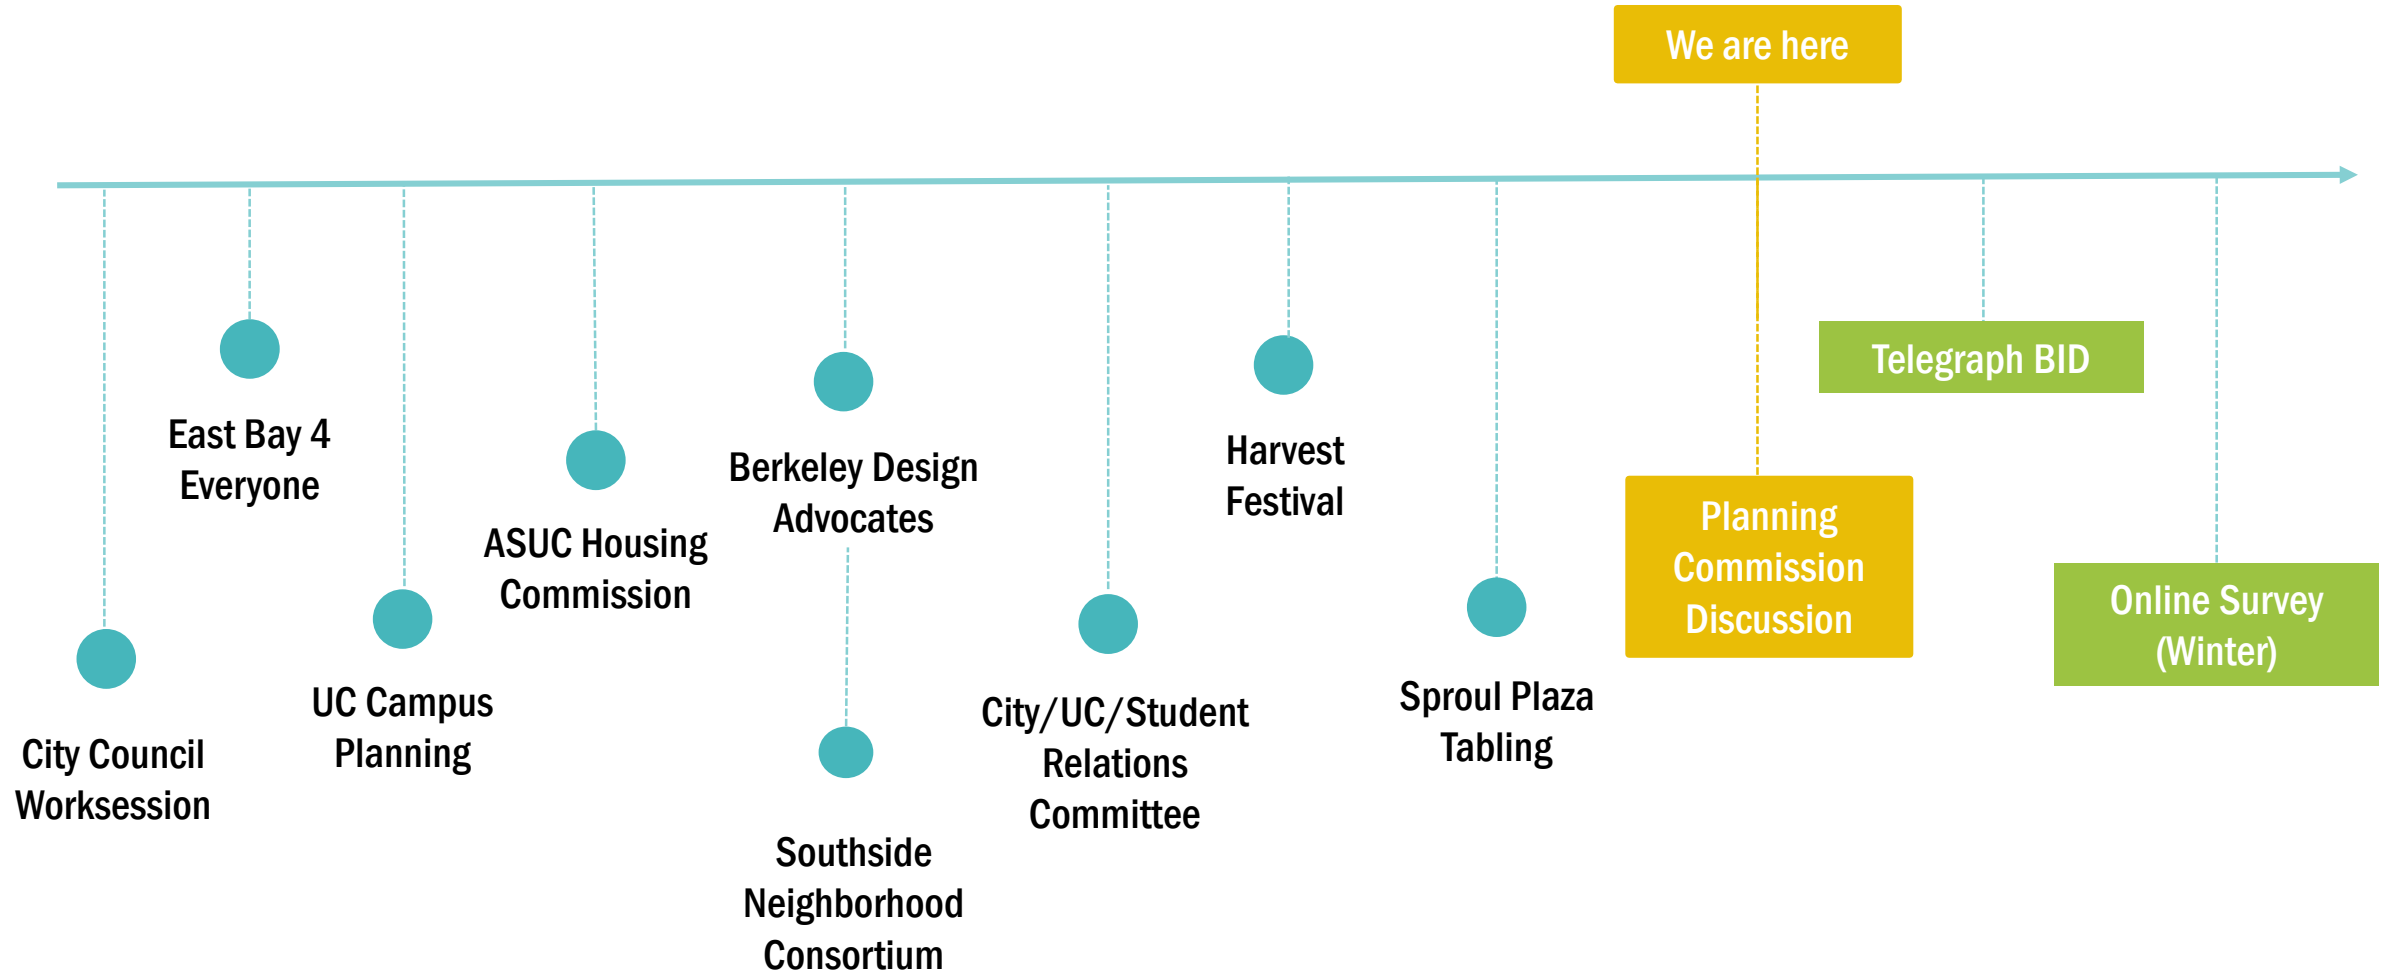 We are here
City Council
Worksession
East Bay 4
Everyone
UC Campus
Planning
ASUC Housing
Commission
Berkeley Design
Advocates
Southside
Neighborhood
Consortium
City/UC/Student
Relations
Committee
Harvest
Festival
Sproul Plaza
Tabling
Planning
Commission
Discussion
Telegraph BID
Online Survey
(Winter)